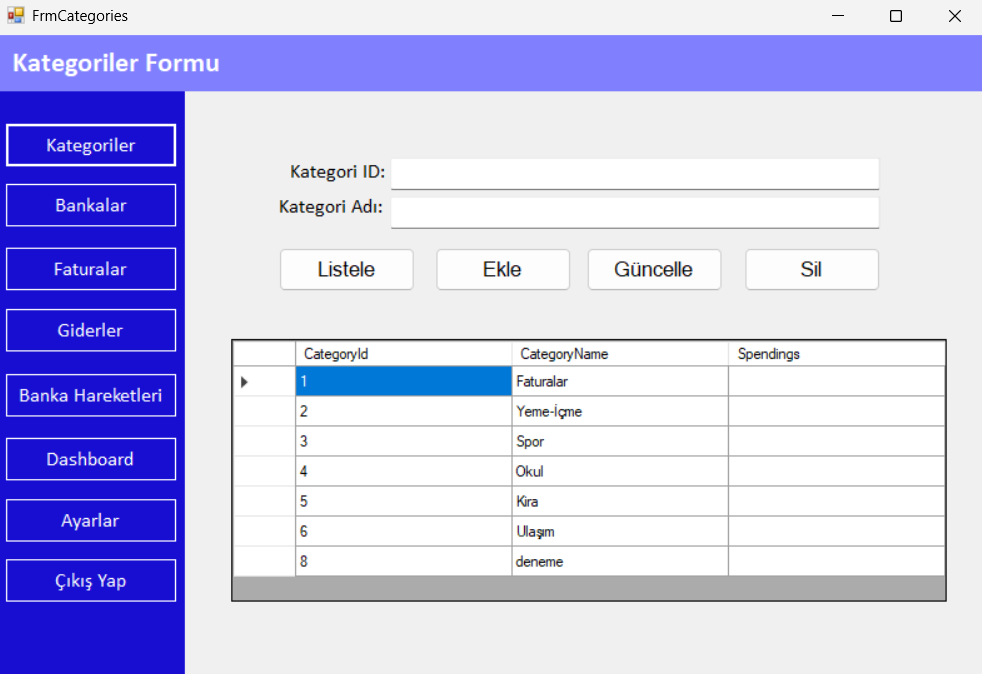 FrmCategories
Kategoriler Formu
Kategoriler
Bankalar
Faturalar
Giderler
Banka Hareketleri
Dashboard
Ayarlar
Çıkış Yap
Kategori ID:
Kategori Adı:
Listele Ekle Güncelle Sil
CategoryId CategoryName Spendings
1 Faturalar
2 Yeme-İçme
3 Spor
4 Okul
5 Kira
6 Ulaşım
8 deneme